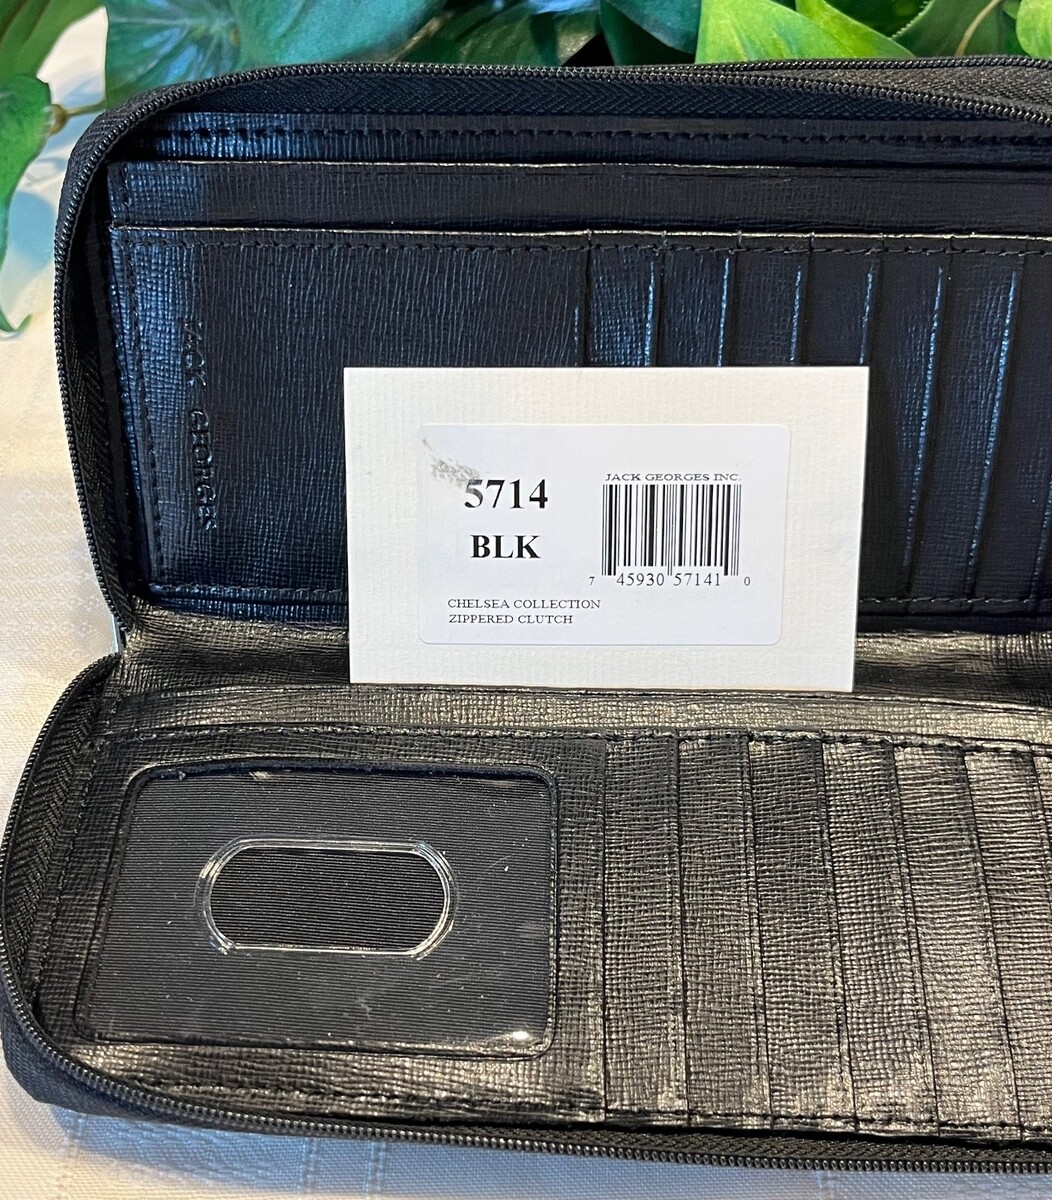 JACK GEORGES
5714
BLK
JACK GEORGES INC.
7 45930 57141 0
CHELSEA COLLECTION
ZIPPERED CLUTCH